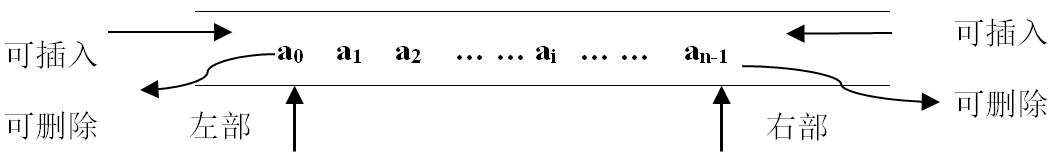 可插入 可插入
a0 a1 a2 … … ai … … an-1
可删除 左部 右部 可删除